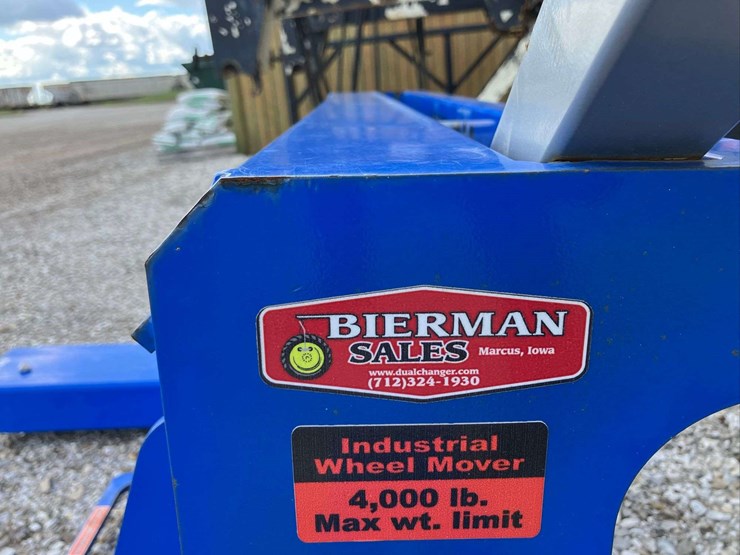 BIERMAN
SALES Marcus, Iowa
www.dualchanger.com
(712)324-1930
Industrial
Wheel Mover
4,000 lb.
Max wt. limit